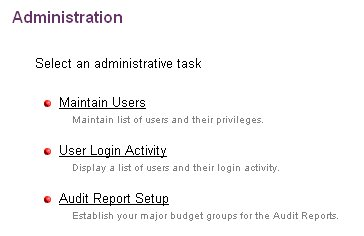 Administration
Select an administrative task
Maintain Users
Maintain list of users and their privileges.
User Login Activity
Display a list of users and their login activity.
Audit Report Setup
Establish your major budget groups for the Audit Reports.